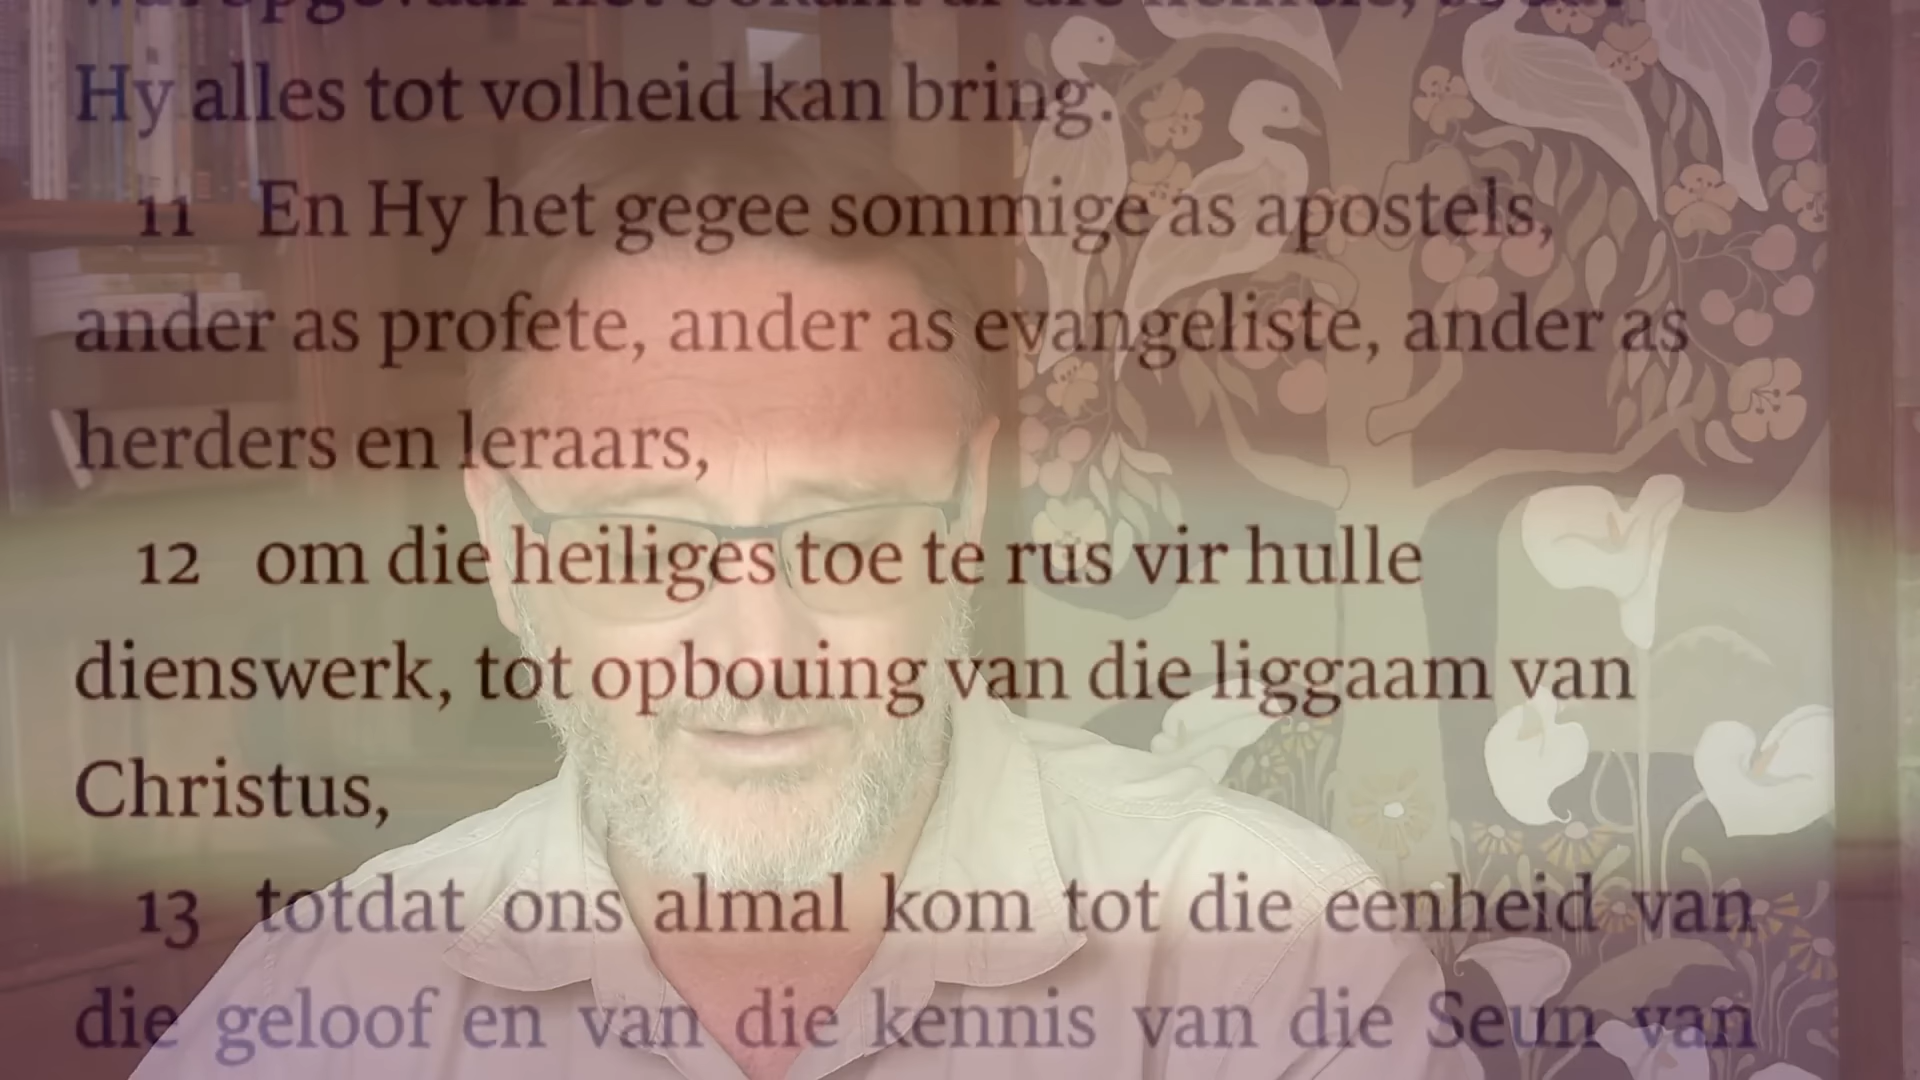 Hy alles tot volheid kan bring.
11 En Hy het gegee sommige as apostels,
ander as profete, ander as evangeliste, ander as
herders en leraars,
12 om die heiliges toe te rus vir hulle
dienswerk, tot opbouing van die liggaam van
Christus,
13 totdat ons almal kom tot die eenheid van
die geloof en van die kennis van die Seun van